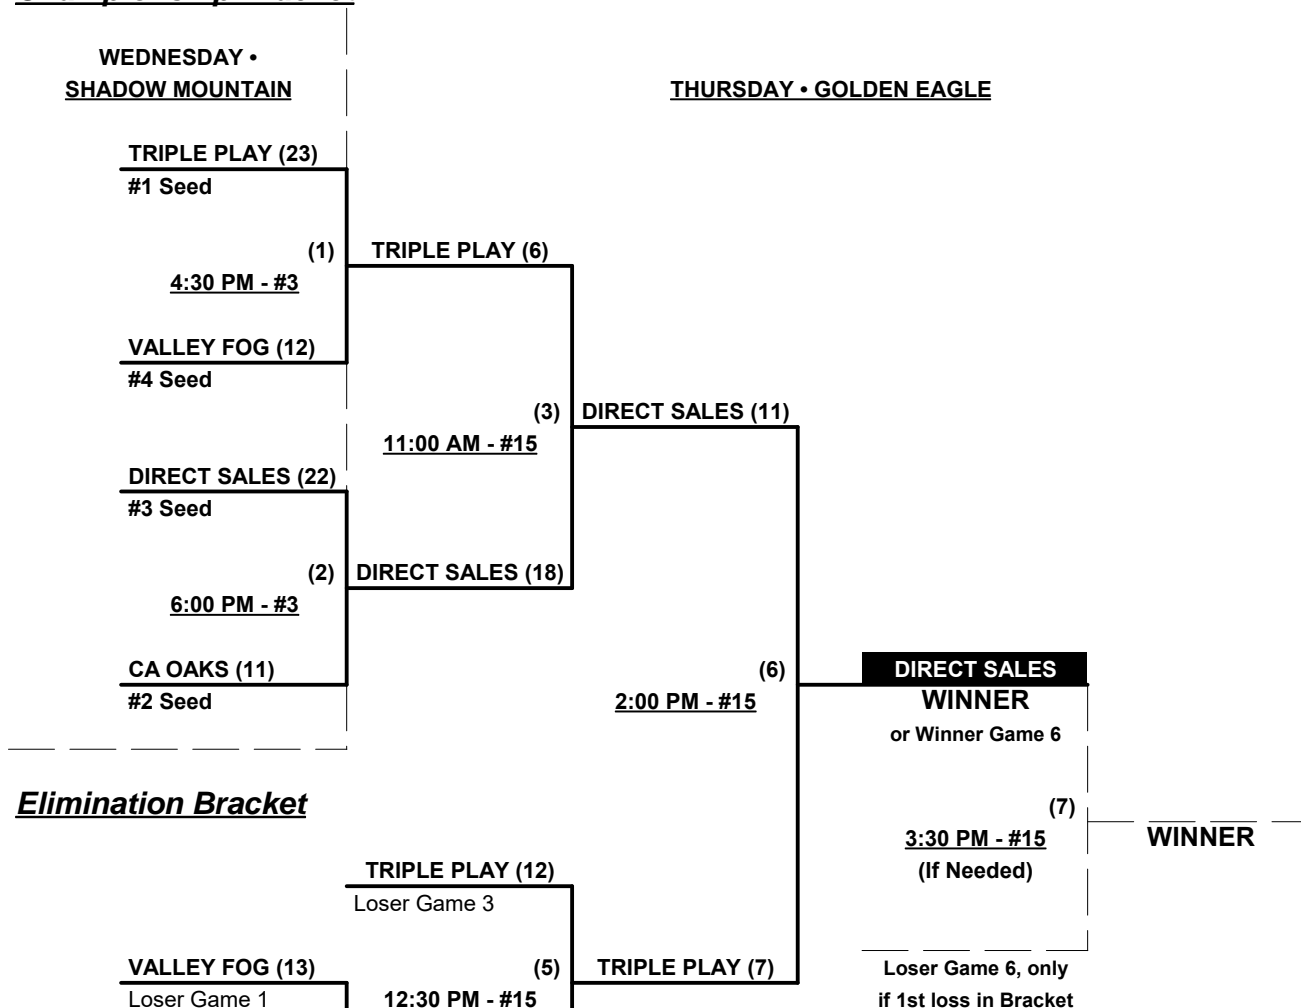 WEDNESDAY •
SHADOW MOUNTAIN
THURSDAY • GOLDEN EAGLE
TRIPLE PLAY (23)
#1 Seed
(1)
TRIPLE PLAY (6)
4:30 PM - #3
VALLEY FOG (12)
#4 Seed
(3)
DIRECT SALES (11)
11:00 AM - #15
DIRECT SALES (22)
#3 Seed
(2)
DIRECT SALES (18)
6:00 PM - #3
CA OAKS (11)
#2 Seed
(6)
2:00 PM - #15
DIRECT SALES
WINNER
or Winner Game 6
Elimination Bracket
(7)
3:30 PM - #15
(If Needed)
WINNER
TRIPLE PLAY (12)
Loser Game 3
VALLEY FOG (13)
Loser Game 1
(5)
12:30 PM - #15
TRIPLE PLAY (7)
Loser Game 6, only
if 1st loss in Bracket